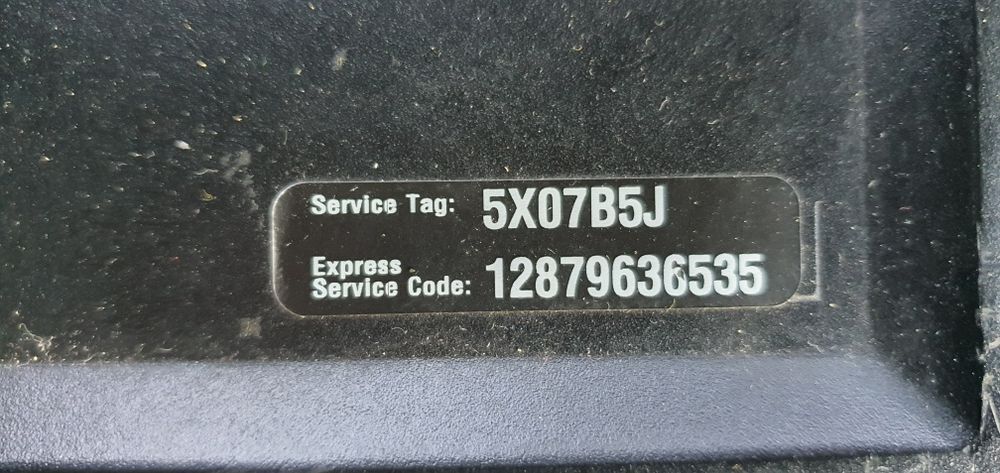 Service Tag: 5X07B5J
Express
Service Code: 12879636535